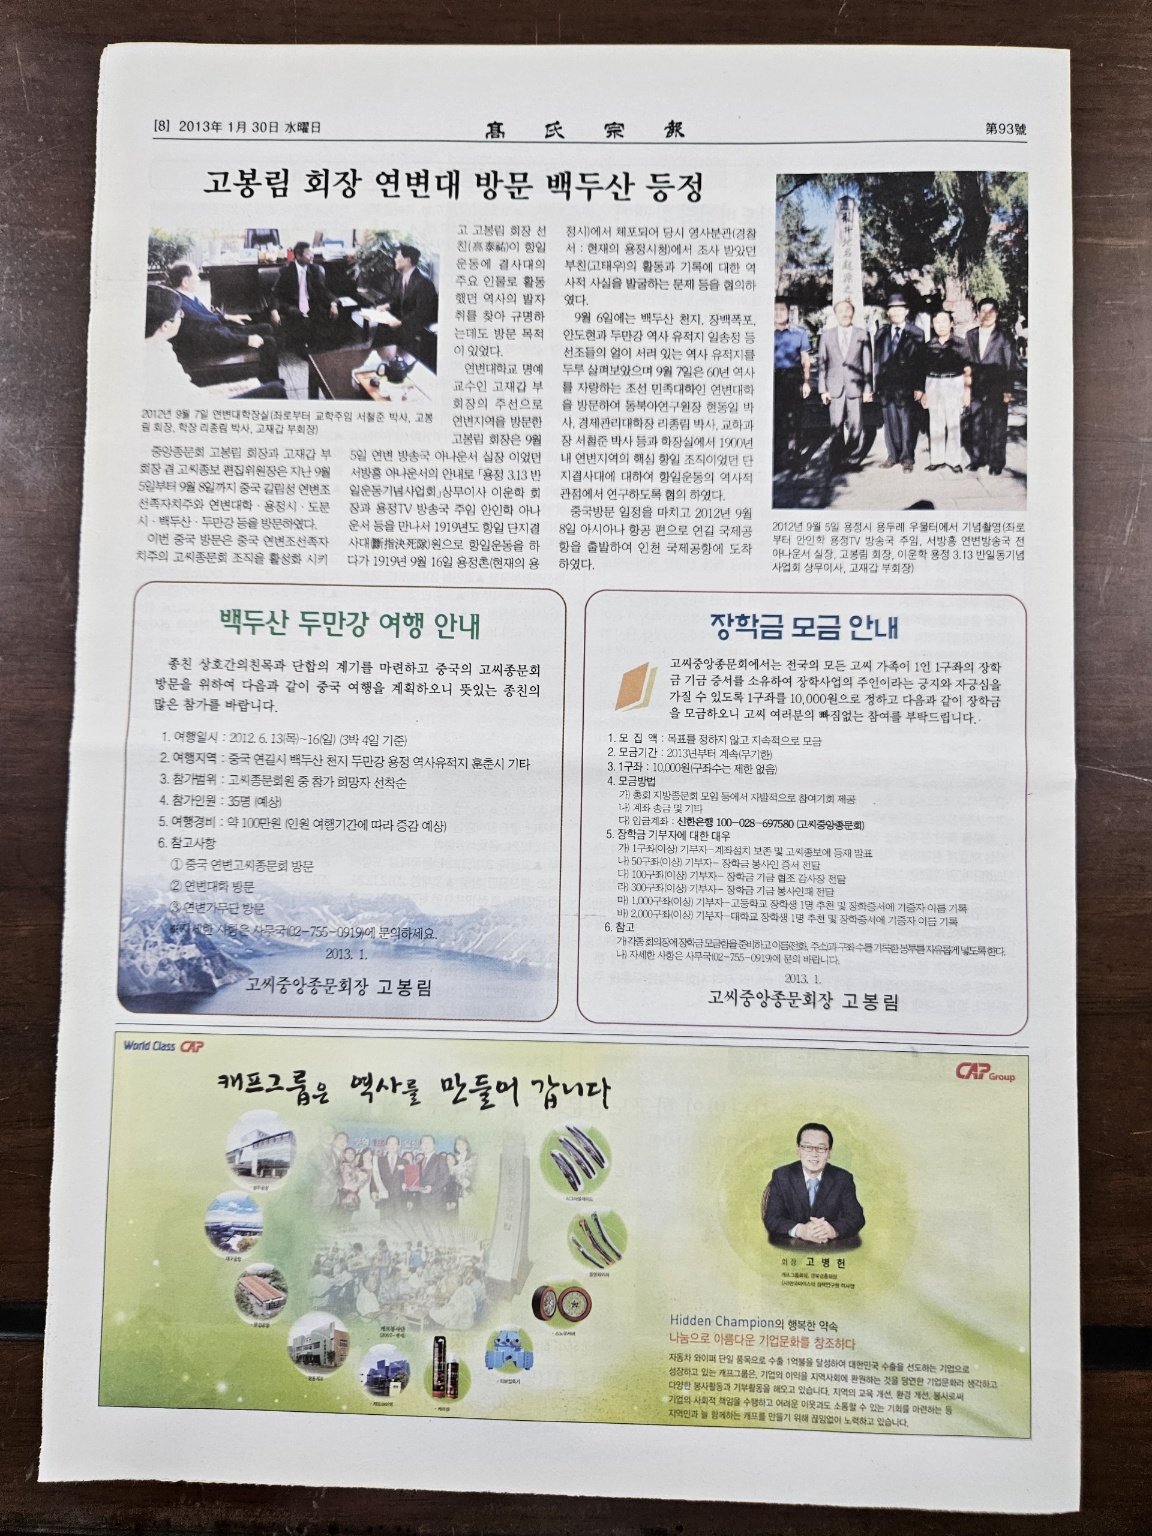 [8] 2013年 1月 30日 水曜日
高氏宗報
第93號
고봉림 회장 연변대 방문 백두산 등정
2012년 9월 7일 연변대학장실(좌로부터 교학주임 서철준 박사, 고봉
림 회장, 학장 리종림 박사, 고재갑 부회장)
중앙종문회 고봉림 회장과 고재갑 부
회장 겸 고씨종보 편집위원장은 지난 9월
5일부터 9월 8일까지 중국 길림성 연변조
선족자치주와 연변대학·용정시·도문
시·백두산·두만강 등을 방문하였다.
이번 중국 방문은 중국 연변조선족자
치주의 고씨종문회 조직을 활성화 시키
고 고봉림 회장 선
친(高泰祐)이 항일
운동에 결사대의
주요 인물로 활동
했던 역사의 발자
취를 찾아 규명하
는데도 방문 목적
이 있었다.
연변대학교 명예
교수인 고재갑 부
회장의 주선으로
연변지역을 방문한
고봉림 회장은 9월
5일 연변 방송국 아나운서 실장 이었던
서방흥 아나운서의 안내로 「용정 3.13 반
일운동기념사업회」상무이사 이운학 회
장과 용정TV 방송국 주임 안인학 아나
운서 등을 만나서 1919년도 항일 단지결
사대(斷指決死隊)원으로 항일운동을 하
다가 1919년 9월 16일 용정촌(현재의 용
정시)에서 체포되어 당시 영사분관(경찰
서 : 현재의 용정시청)에서 조사 받았던
부친(고태우)의 활동과 기록에 대한 역
사적 사실을 발굴하는 문제 등을 협의하
였다.
9월 6일에는 백두산 천지, 장백폭포,
안도현과 두만강 역사 유적지 일송정 등
선조들의 얼이 서려 있는 역사 유적지를
두루 살펴보았으며 9월 7일은 60년 역사
를 자랑하는 조선 민족대학인 연변대학
을 방문하여 동북아연구원장 현동일 박
사, 경제관리대학장 리종림 박사, 교학과
장 서철준 박사 등과 학장실에서 1900년
내 연변지역의 핵심 항일 조직이었던 단
지결사대에 대하여 항일운동의 역사적
관점에서 연구하도록 협의 하였다.
중국방문 일정을 마치고 2012년 9월
8일 아시아나 항공 편으로 연길 국제공
항을 출발하여 인천 국제공항에 도착
하였다.
2012년 9월 5일 용정시 용두레 우물터에서 기념촬영(좌로
부터 안인학 용정TV 방송국 주임, 서방흥 연변방송국 전
아나운서 실장, 고봉림 회장, 이운학 용정 3.13 반일동기념
사업회 상무이사, 고재갑 부회장)
백두산 두만강 여행 안내
종친 상호간의친목과 단합의 계기를 마련하고 중국의 고씨종문회
방문을 위하여 다음과 같이 중국 여행을 계획하오니 뜻있는 종친의
많은 참가를 바랍니다.
1. 여행일시 : 2012. 6. 13(목)~16(일) (3박 4일 기준)
2. 여행지역 : 중국 연길시 백두산 천지 두만강 용정 역사유적지 훈춘시 기타
3. 참가범위 : 고씨종문회원 중 참가 희망자 선착순
4. 참가인원 : 35명 (예상)
5. 여행경비 : 약 100만원 (인원 여행기간에 따라 증감 예상)
6. 참고사항
① 중국 연변고씨종문회 방문
② 연변대학 방문
③ 연변가무단 방문
※자세한 사항은 사무국(02-755-0919)에 문의하세요.
2013. 1.
고씨중앙종문회장 고봉림
장학금 모금 안내
고씨중앙종문회에서는 전국의 모든 고씨 가족이 1인 1구좌의 장학
금 기금 증서를 소유하여 장학사업의 주인이라는 긍지와 자긍심을
가질 수 있도록 1구좌를 10,000원으로 정하고 다음과 같이 장학금
을 모금하오니 고씨 여러분의 빠짐없는 참여를 부탁드립니다.
1. 모 집 액 : 목표를 정하지 않고 지속적으로 모금
2. 모금기간 : 2013년부터 계속(무기한)
3. 1구좌 : 10,000원(구좌수는 제한 없음)
4. 모금방법
가) 총회 지방종문회 모임 등에서 자발적으로 참여기회 제공
나) 계좌 송금 및 기타
다) 입금계좌 : 신한은행 100-028-697580 (고씨중앙종문회)
5. 장학금 기부자에 대한 대우
가) 1구좌(이상) 기부자-계좌설치 보존 및 고씨종보에 등재 발표
나) 50구좌(이상) 기부자- 장학금 봉사인 증서 전달
다) 100구좌(이상) 기부자- 장학금 기금 협조 감사장 전달
라) 300구좌(이상) 기부자- 장학금 기금 봉사인패 전달
마) 1,000구좌(이상) 기부자-고등학교 장학생 1명 추천 및 장학증서에 기증자 이름 기록
바) 2,000구좌(이상) 기부자-대학교 장학생 1명 추천 및 장학증서에 기증자 이름 기록
6. 참고
가) 각종 회의장에 장학금 모금함을 준비하고 이름(전화, 주소)과 구좌 수를 기록한 봉투를 자유롭게 넣도록 한다.
나) 자세한 사항은 사무국(02-755-0919)에 문의 바랍니다.
2013. 1.
고씨중앙종문회장 고봉림
World Class CAP
CAP Group
캐프그룹은 역사를 만들어 갑니다
회 장 고 병 헌
Hidden Champion의 행복한 약속
나눔으로 아름다운 기업문화를 창조하다
자동차 와이퍼 단일 품목으로 수출 1억불을 달성하여 대한민국 수출을 선도하는 기업으로
성장하고 있는 캐프그룹은, 기업의 이익을 지역사회에 환원하는 것을 당연한 기업문화라 생각하고
다양한 봉사활동과 기부활동을 해오고 있습니다. 지역의 교육 개선, 환경 개선, 봉사로써
기업의 사회적 책임을 수행하고 어려운 이웃과도 소통할 수 있는 기회를 마련하는 등
지역민과 늘 함께하는 캐프를 만들기 위해 끊임없이 노력하고 있습니다.